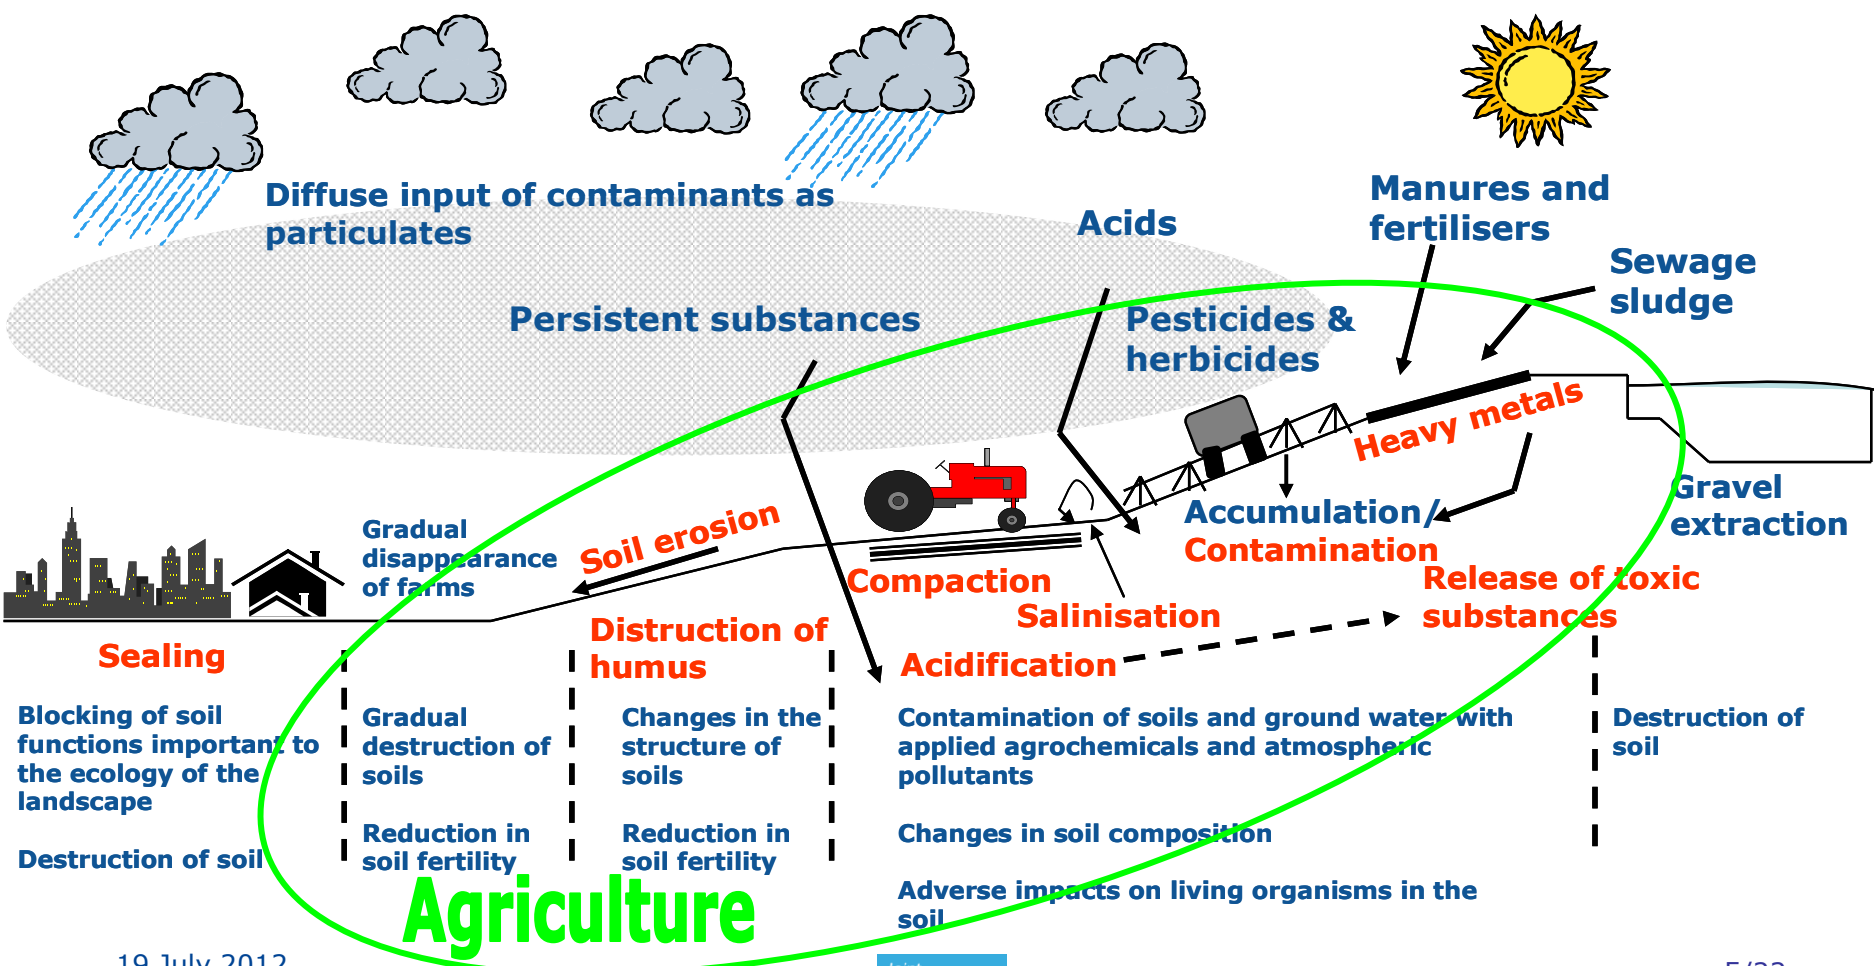 Diffuse input of contaminants as
particulates
Acids
Manures and
fertilisers
Sewage
sludge
Persistent substances
Pesticides &
herbicides
Heavy metals
Gravel
extraction
Accumulation/
Contamination
Soil erosion
Gradual
disappearance
of farms
Compaction
Salinisation
Release of toxic
substances
Sealing
Distruction of
humus
Acidification
Blocking of soil
functions important to
the ecology of the
landscape
Destruction of soil
Gradual
destruction of
soils
Reduction in
soil fertility
Changes in the
structure of
soils
Reduction in
soil fertility
Contamination of soils and ground water with
applied agrochemicals and atmospheric
pollutants
Changes in soil composition
Adverse impacts on living organisms in the
soil
Destruction of
soil
Agriculture
19 July 2012